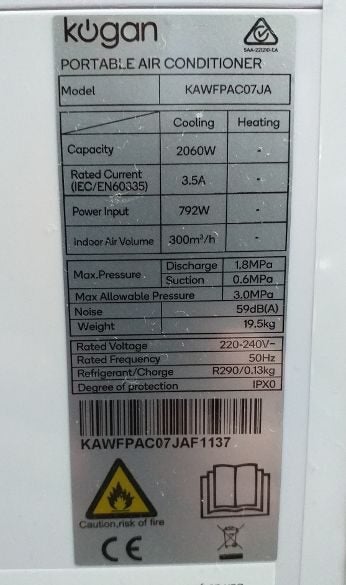 kogan
SAA-221210-EA
PORTABLE AIR CONDITIONER
Model KAWFPAC07JA
Cooling Heating
Capacity 2060W -
Rated Current (IEC/EN60335) 3.5A -
Power Input 792W -
Indoor Air Volume 300m³/h -
Max.Pressure Discharge 1.8MPa
Suction 0.6MPa
Max Allowable Pressure 3.0MPa
Noise 59dB(A)
Weight 19.5kg
Rated Voltage 220-240V~
Rated Frequency 50Hz
Refrigerant/Charge R290/0.13kg
Degree of protection IPX0
KAWFPAC07JAF1137
Caution,risk of fire
CE